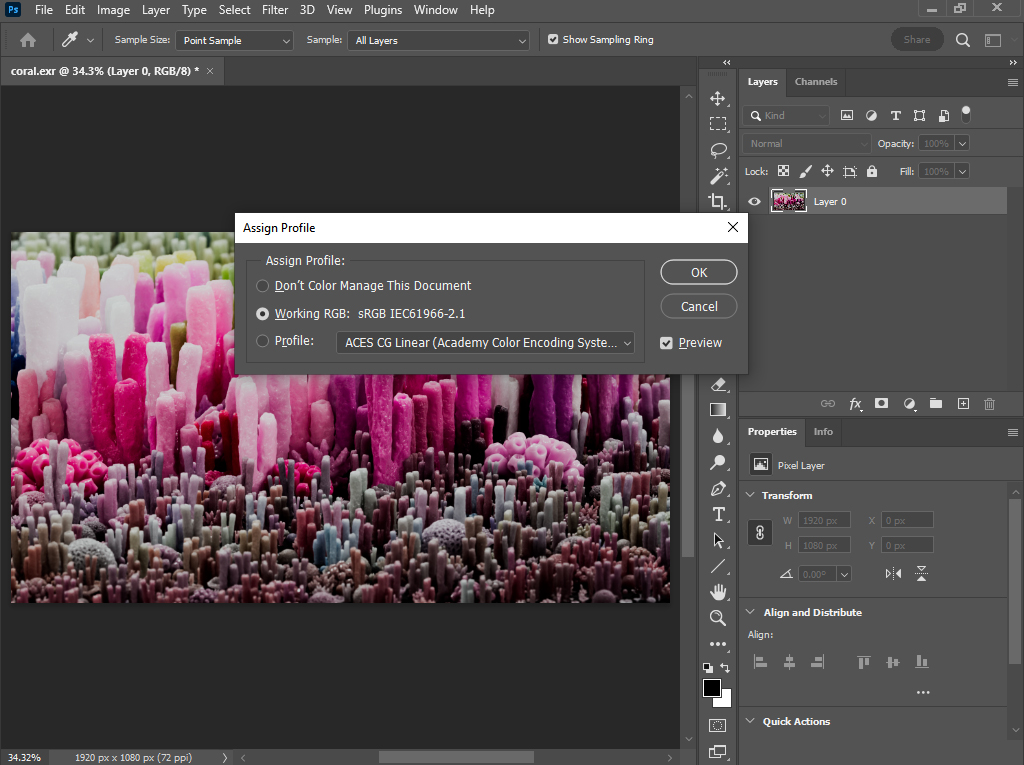 Ps File Edit Image Layer Type Select Filter 3D View Plugins Window Help
Sample Size: Point Sample Sample: All Layers Show Sampling Ring Share
coral.exr @ 34.3% (Layer 0, RGB/8) *
Layers Channels
Kind
Normal Opacity: 100%
Lock: Fill: 100%
Layer 0
Assign Profile
Assign Profile:
Don't Color Manage This Document
Working RGB: sRGB IEC61966-2.1
Profile: ACES CG Linear (Academy Color Encoding Syste...
OK
Cancel
Preview
fx
Properties Info
Pixel Layer
Transform
W 1920 px X 0 px
H 1080 px Y 0 px
0.00°
Align and Distribute
Align:
Quick Actions
34.32% 1920 px x 1080 px (72 ppi)